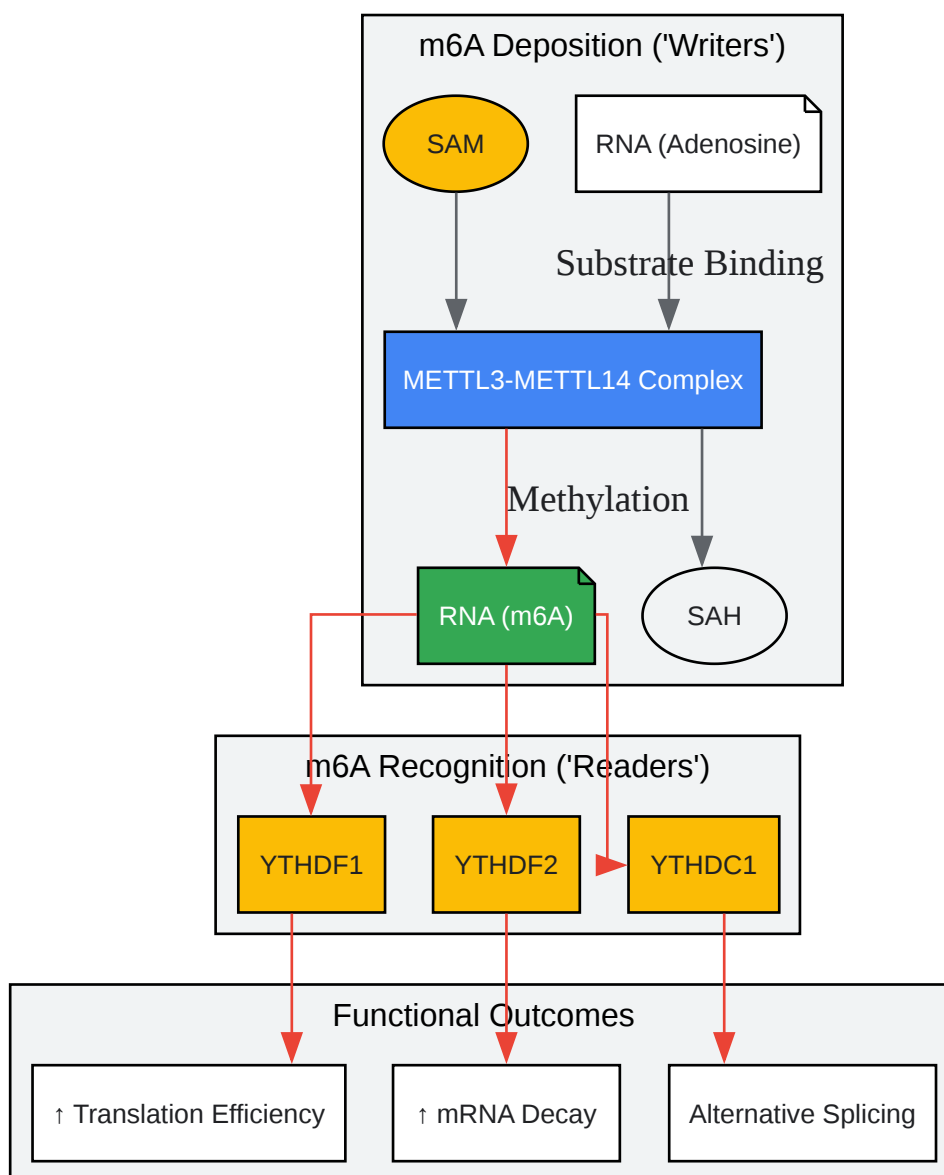 m6A Deposition ('Writers')
SAM
RNA (Adenosine)
Substrate Binding
METTL3-METTL14 Complex
Methylation
RNA (m6A)
SAH
m6A Recognition ('Readers')
YTHDF1
YTHDF2
YTHDC1
Functional Outcomes
↑ Translation Efficiency
↑ mRNA Decay
Alternative Splicing